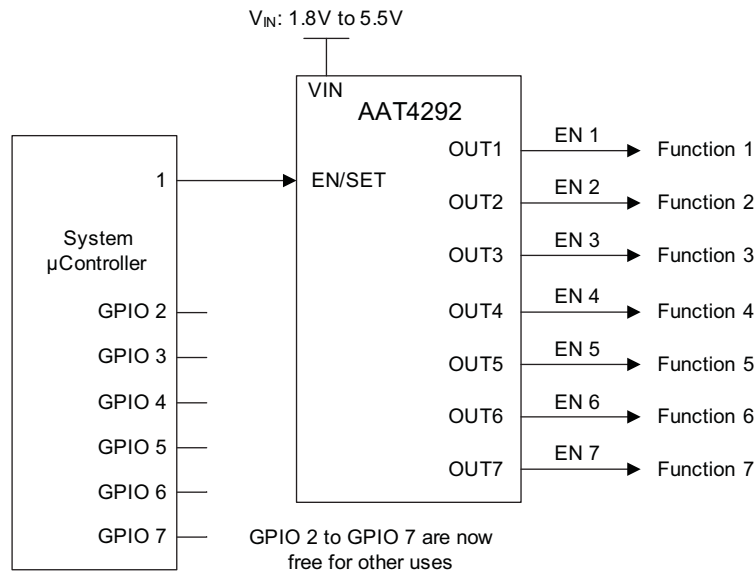 V_IN: 1.8V to 5.5V
VIN
AAT4292
1
EN/SET
System
µController
GPIO 2
GPIO 3
GPIO 4
GPIO 5
GPIO 6
GPIO 7
OUT1
EN 1
Function 1
OUT2
EN 2
Function 2
OUT3
EN 3
Function 3
OUT4
EN 4
Function 4
OUT5
EN 5
Function 5
OUT6
EN 6
Function 6
OUT7
EN 7
Function 7
GPIO 2 to GPIO 7 are now
free for other uses